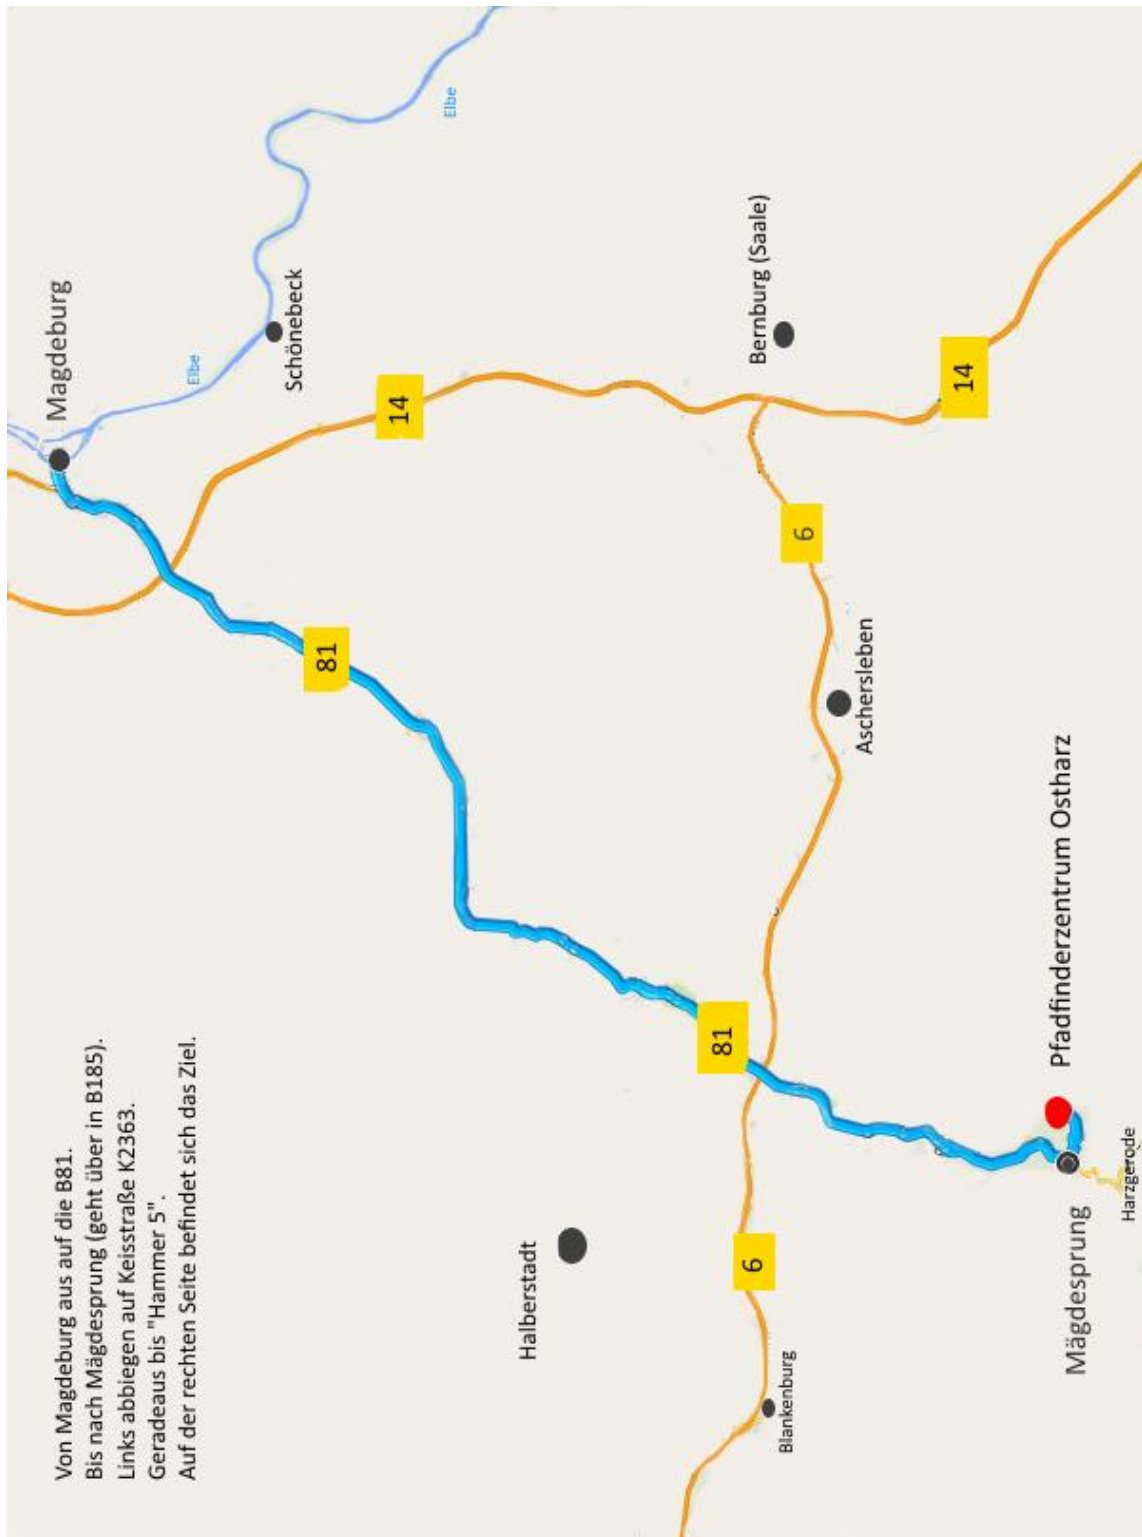 Von Magdeburg aus auf die B81.
Bis nach Mägdesprung (geht über in B185).
Links abbiegen auf Keisstraße K2363.
Geradeaus bis "Hammer 5".
Auf der rechten Seite befindet sich das Ziel.
Magdeburg
Elbe
Elbe
Schönebeck
14
81
Halberstadt
Bernburg (Saale)
6
14
81
6
Blankenburg
Aschersleben
Pfadfinderzentrum Ostharz
Mägdesprung
Harzgerode